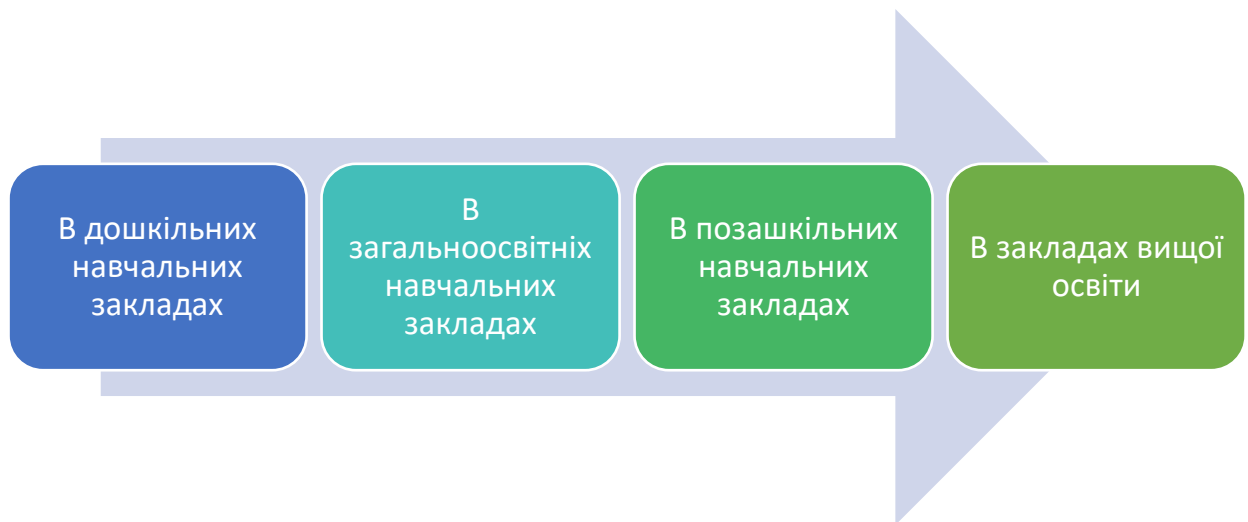 В дошкільних
навчальних
закладах
В
загальноосвітніх
навчальних
закладах
В позашкільних
навчальних
закладах
В закладах вищої
освіти